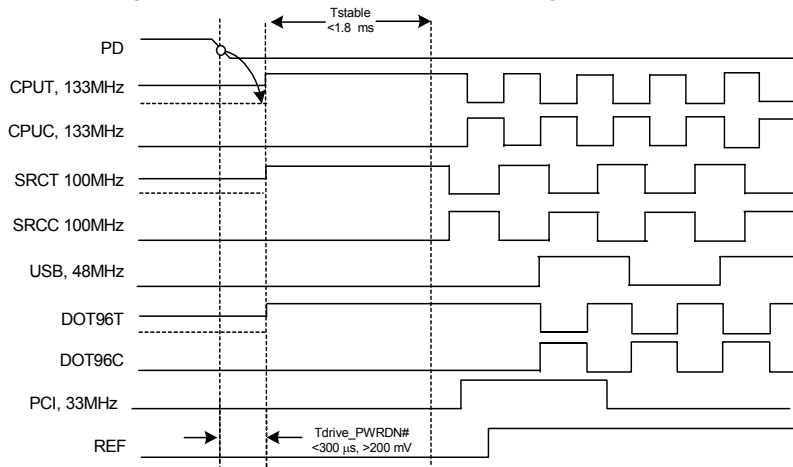 Tstable
<1.8 ms
PD
CPUT, 133MHz
CPUC, 133MHz
SRCT 100MHz
SRCC 100MHz
USB, 48MHz
DOT96T
DOT96C
PCI, 33MHz
Tdrive_PWRDN#
<300 µs, >200 mV
REF